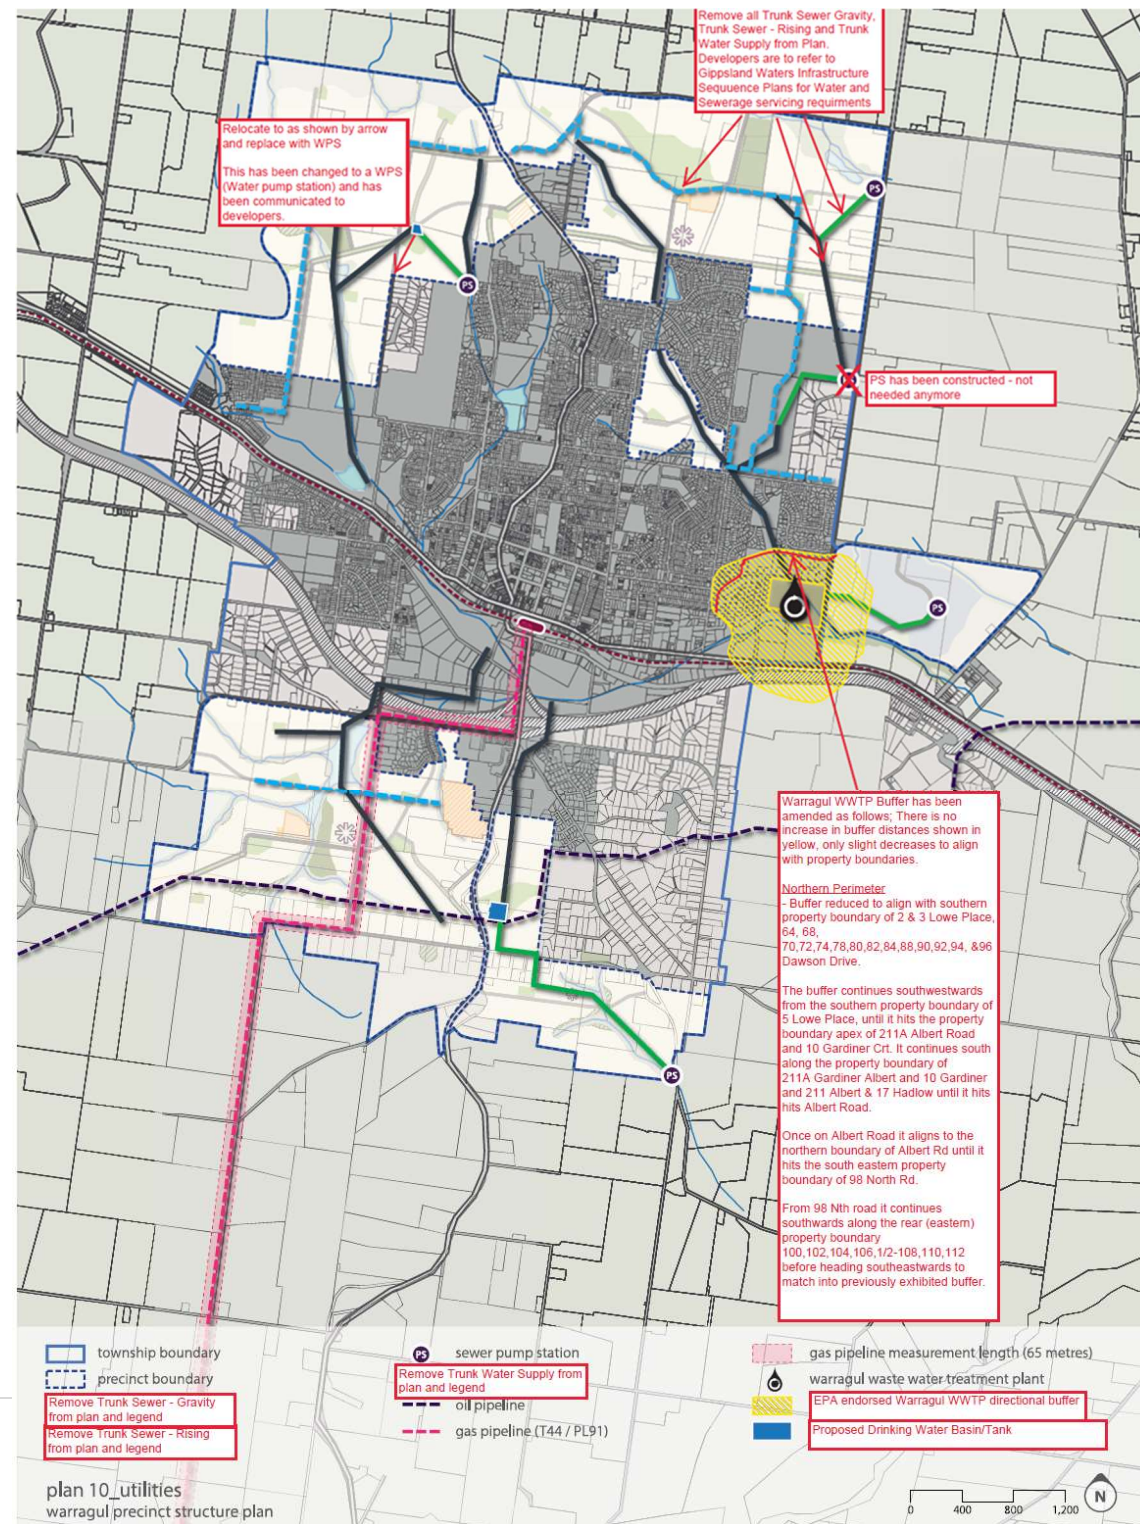 Remove all Trunk Sewer Gravity,
Trunk Sewer - Rising and Trunk
Water Supply from Plan.
Developers are to refer to
Gippsland Waters Infrastructure
Sequuence Plans for Water and
Sewerage servicing requirments
Relocate to as shown by arrow
and replace with WPS
This has been changed to a WPS
(Water pump station) and has
been communicated to
developers.
PS
PS
PS has been constructed - not
needed anymore
PS
Warragul WWTP Buffer has been
amended as follows; There is no
increase in buffer distances shown in
yellow, only slight decreases to align
with property boundaries.
Northern Perimeter
- Buffer reduced to align with southern
property boundary of 2 & 3 Lowe Place,
64, 68,
70,72,74,78,80,82,84,88,90,92,94, &96
Dawson Drive.
The buffer continues southwestwards
from the southern property boundary of
5 Lowe Place, until it hits the property
boundary apex of 211A Albert Road
and 10 Gardiner Crt. It continues south
along the property boundary of
211A Gardiner Albert and 10 Gardiner
and 211 Albert & 17 Hadlow until it hits
hits Albert Road.
Once on Albert Road it aligns to the
northern boundary of Albert Rd until it
hits the south eastern property
boundary of 98 North Rd.
From 98 Nth road it continues
southwards along the rear (eastern)
property boundary
100,102,104,106,1/2-108,110,112
before heading southeastwards to
match into previously exhibited buffer.
PS
township boundary
precinct boundary
Remove Trunk Sewer - Gravity
from plan and legend
Remove Trunk Sewer - Rising
from plan and legend
PS
sewer pump station
Remove Trunk Water Supply from
plan and legend
oil pipeline
gas pipeline (T44 / PL91)
gas pipeline measurement length (65 metres)
warragul waste water treatment plant
EPA endorsed Warragul WWTP directional buffer
Proposed Drinking Water Basin/Tank
plan 10_utilities
warragul precinct structure plan
0 400 800 1,200
N